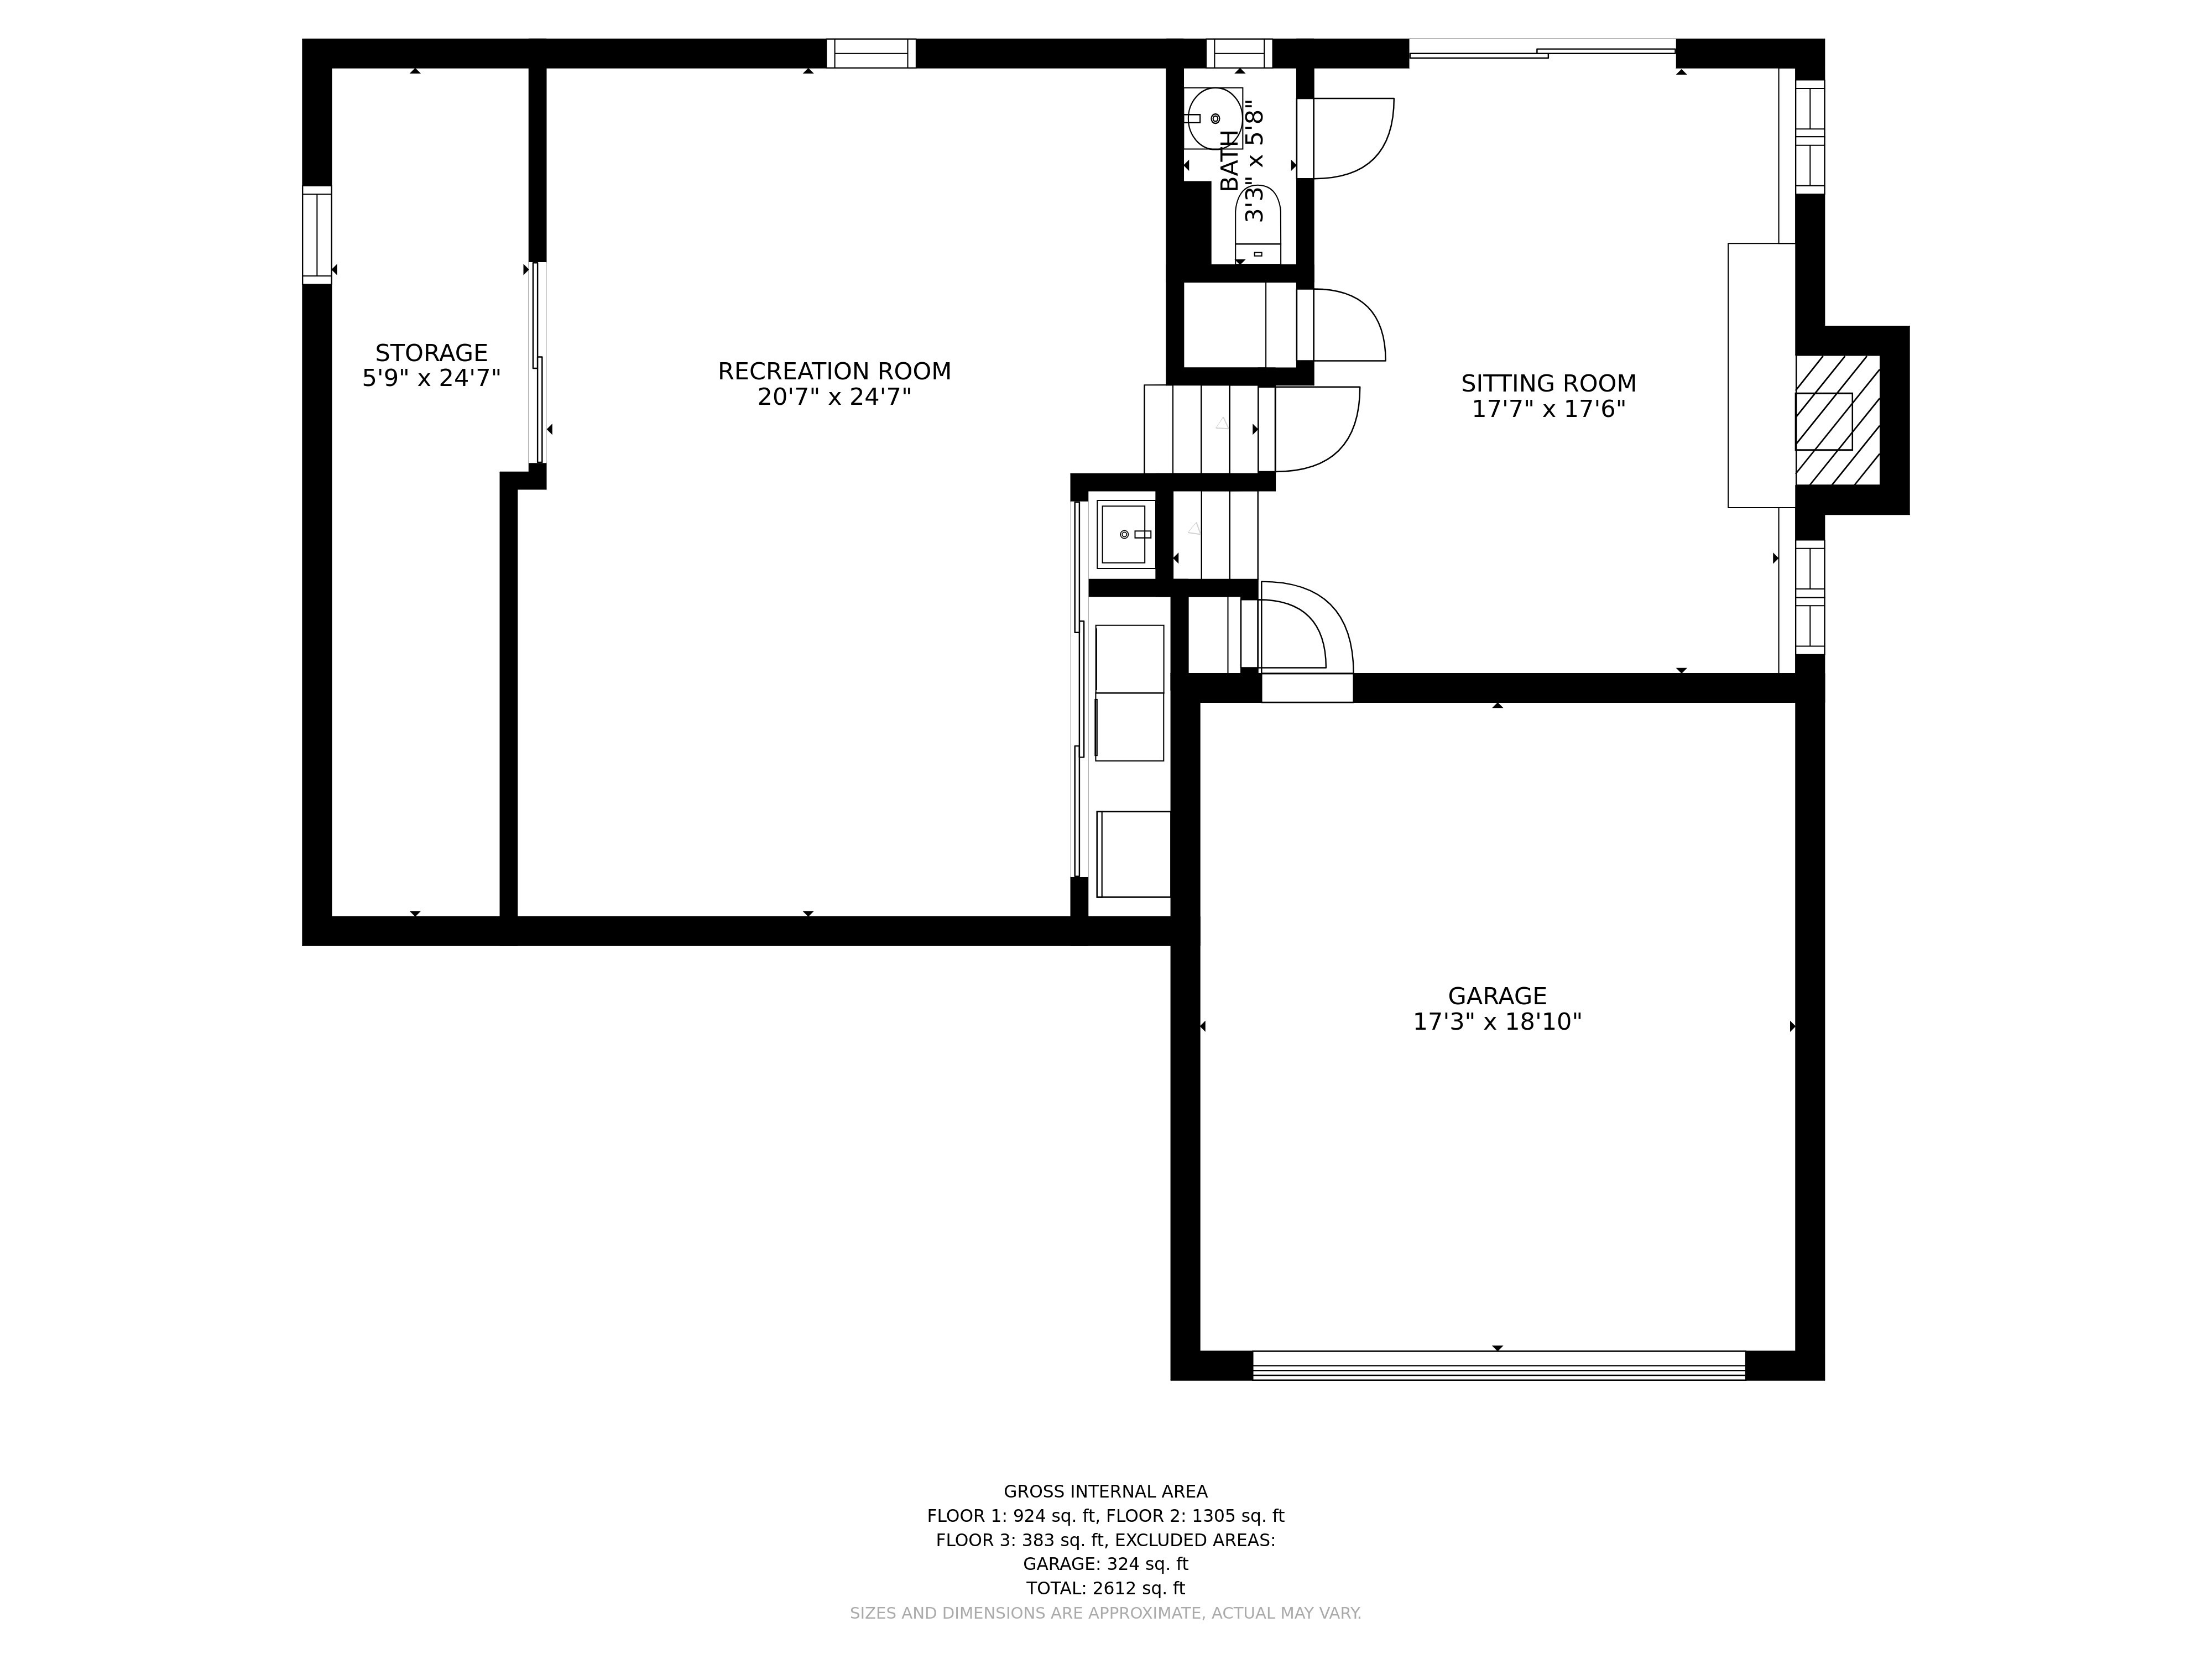 BATH
3'3" x 5'8"
STORAGE
5'9" x 24'7"
RECREATION ROOM
20'7" x 24'7"
SITTING ROOM
17'7" x 17'6"
GARAGE
17'3" x 18'10"
GROSS INTERNAL AREA
FLOOR 1: 924 sq. ft, FLOOR 2: 1305 sq. ft
FLOOR 3: 383 sq. ft, EXCLUDED AREAS:
GARAGE: 324 sq. ft
TOTAL: 2612 sq. ft
SIZES AND DIMENSIONS ARE APPROXIMATE, ACTUAL MAY VARY.